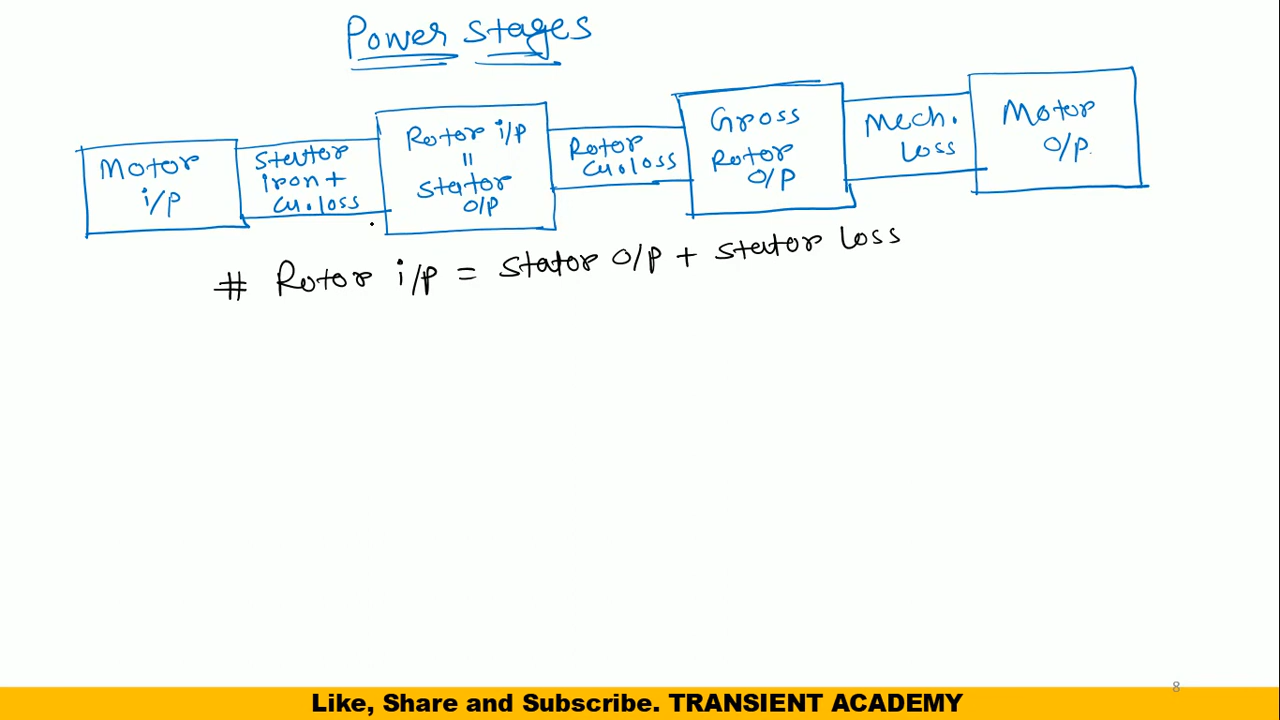 Power stages
Motor
i/p
Stator
iron +
cu. loss
Rotor i/p
=
Stator
o/p
Rotor
cu. loss
Gross
Rotor
o/p
Mech.
Loss
Motor
o/p.
# Rotor i/p = Stator o/p + Stator Loss
8
Like, Share and Subscribe. TRANSIENT ACADEMY